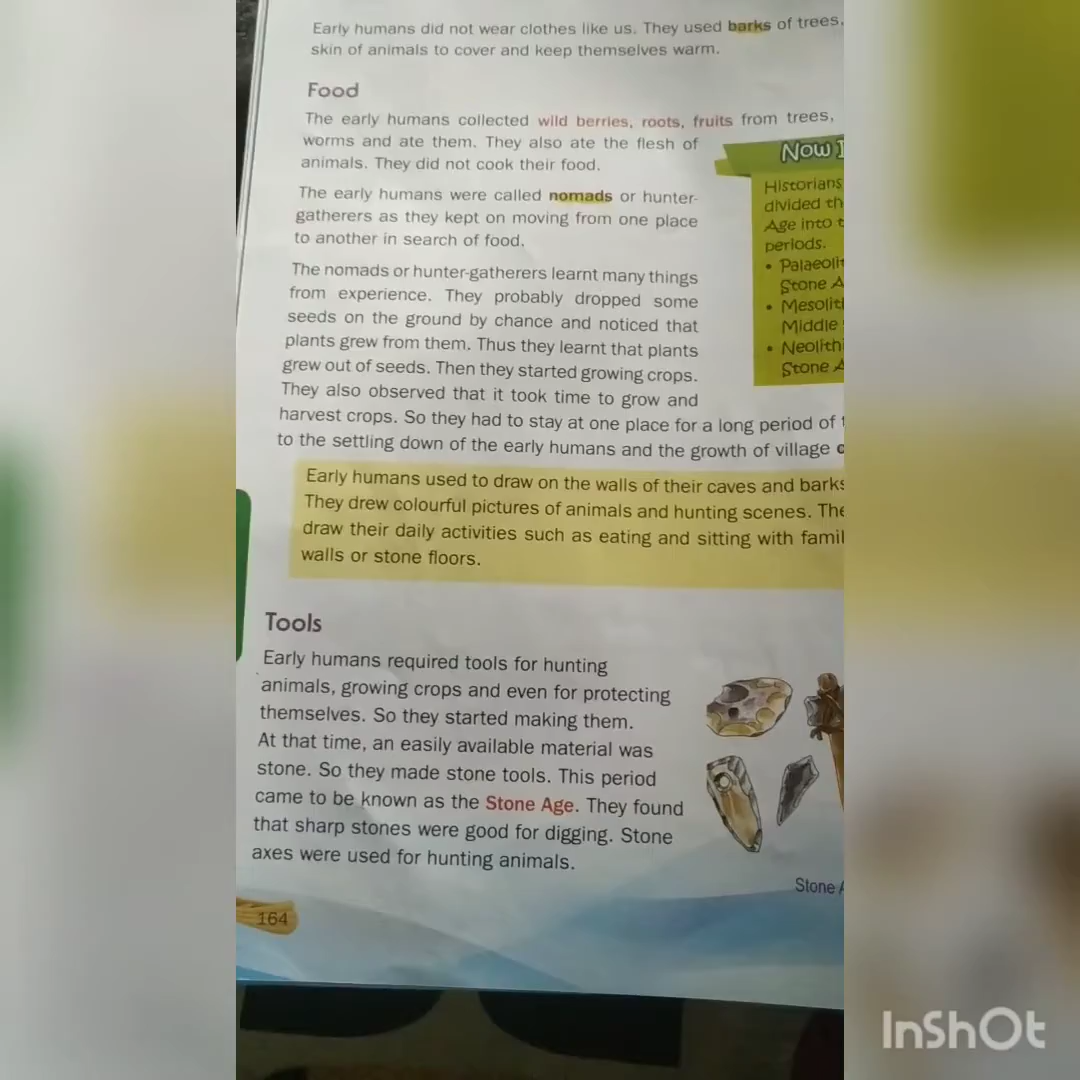 Early humans did not wear clothes like us. They used barks of trees,
skin of animals to cover and keep themselves warm.
Food
The early humans collected wild berries, roots, fruits from trees,
worms and ate them. They also ate the flesh of
animals. They did not cook their food.
The early humans were called nomads or hunter-
gatherers as they kept on moving from one place
to another in search of food.
The nomads or hunter-gatherers learnt many things
from experience. They probably dropped some
seeds on the ground by chance and noticed that
plants grew from them. Thus they learnt that plants
grew out of seeds. Then they started growing crops.
They also observed that it took time to grow and
harvest crops. So they had to stay at one place for a long period of
to the settling down of the early humans and the growth of village
Now
Historians
divided th
Age into t
periods.
• Palaeolit
Stone A
• Mesolit
Middle
• Neolith
Stone A
Early humans used to draw on the walls of their caves and barks
They drew colourful pictures of animals and hunting scenes. The
draw their daily activities such as eating and sitting with famil
walls or stone floors.
Tools
Early humans required tools for hunting
animals, growing crops and even for protecting
themselves. So they started making them.
At that time, an easily available material was
stone. So they made stone tools. This period
came to be known as the Stone Age. They found
that sharp stones were good for digging. Stone
axes were used for hunting animals.
Stone A
164
InShOt